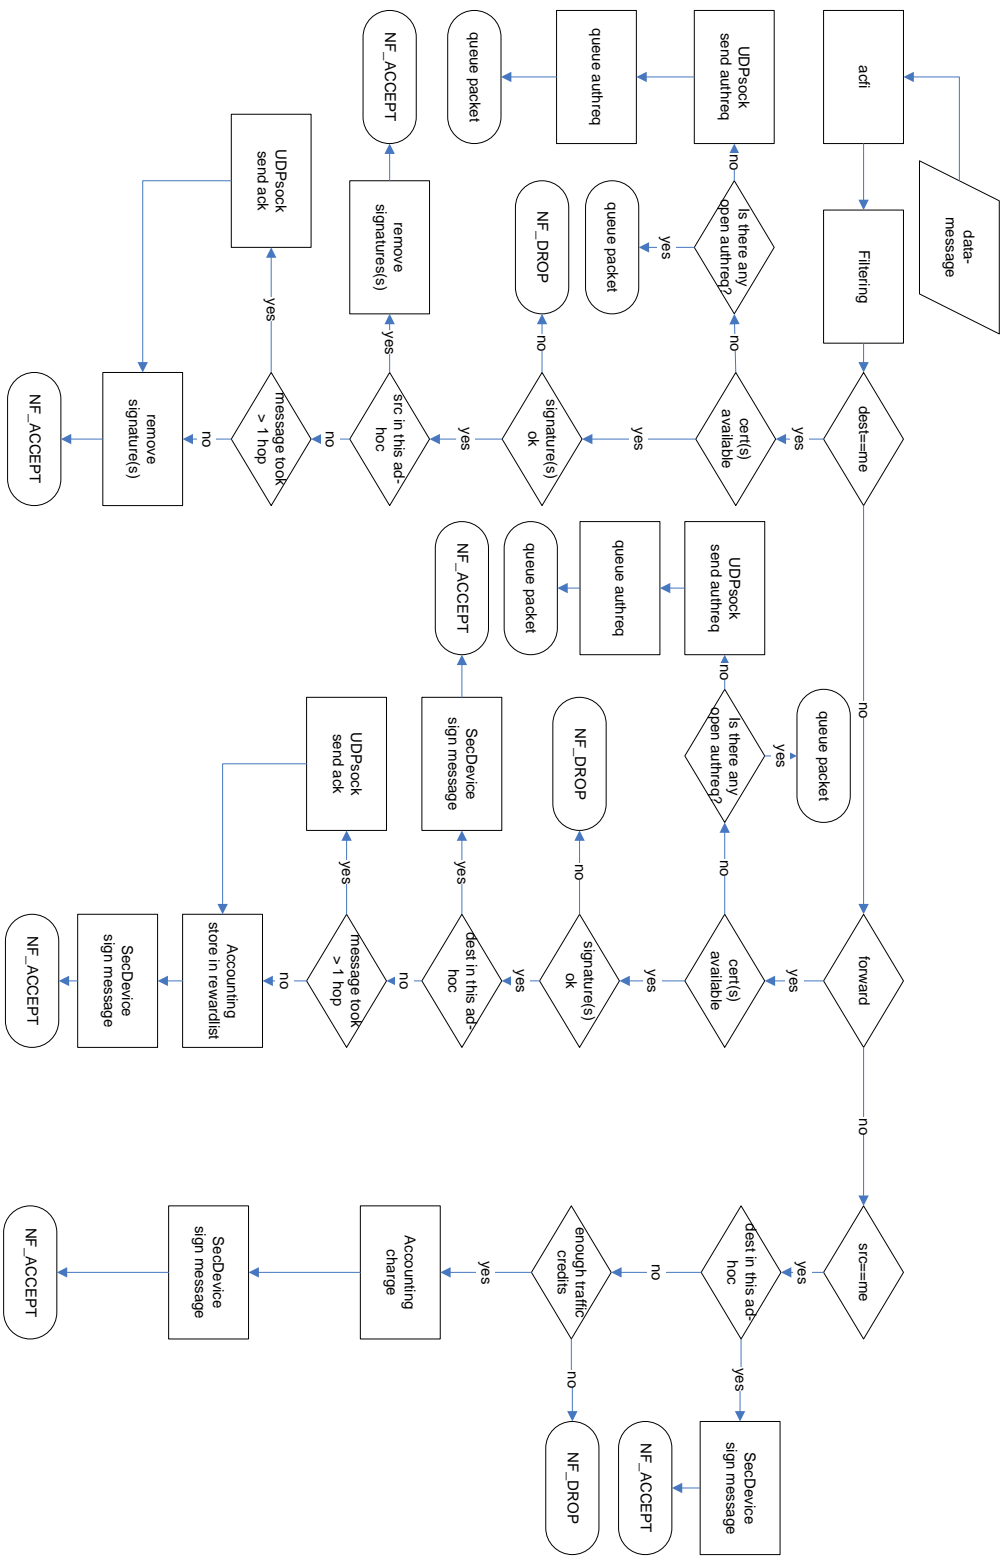 data-
message
acfi
Filtering
dest==me
no
forward
no
src==me
yes
cert(s)
available
no
Is there any
open authreq?
no
UDPsock
send authreq
queue authreq
queue packet
yes
queue packet
yes
signature(s)
ok
no
NF_DROP
yes
src in this ad-
hoc
yes
remove
signatures(s)
NF_ACCEPT
no
message took
> 1 hop
yes
UDPsock
send ack
no
remove
signature(s)
NF_ACCEPT
yes
cert(s)
available
no
Is there any
open authreq?
yes
queue packet
no
UDPsock
send authreq
queue authreq
queue packet
yes
signature(s)
ok
no
NF_DROP
yes
dest in this ad-
hoc
yes
SecDevice
sign message
NF_ACCEPT
no
message took
> 1 hop
yes
UDPsock
send ack
no
Accounting
store in rewardlist
SecDevice
sign message
NF_ACCEPT
yes
dest in this ad-
hoc
yes
SecDevice
sign message
NF_ACCEPT
no
enough traffic
credits
no
NF_DROP
yes
Accounting
charge
SecDevice
sign message
NF_ACCEPT